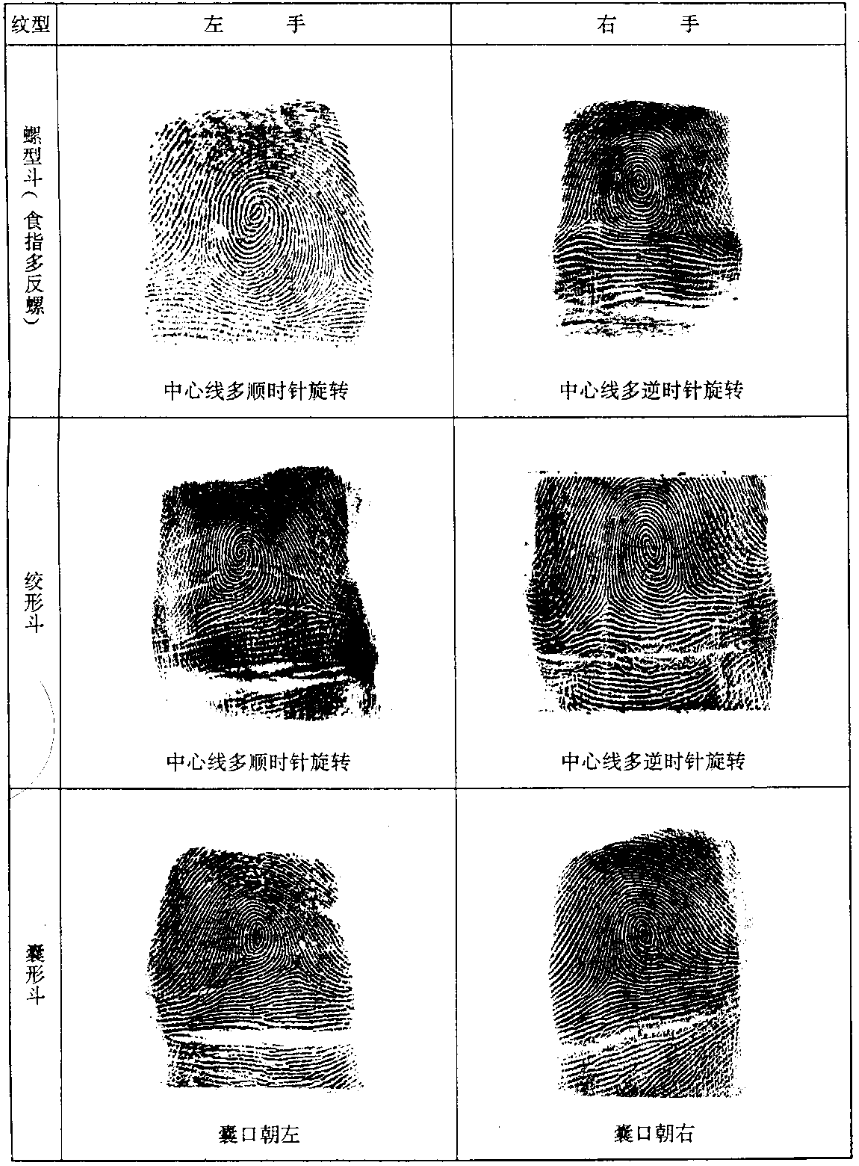 纹型 左 手 右 手
螺型斗(食指多反螺)
中心线多顺时针旋转 中心线多逆时针旋转
绞形斗
中心线多顺时针旋转 中心线多逆时针旋转
囊形斗
囊口朝左 囊口朝右